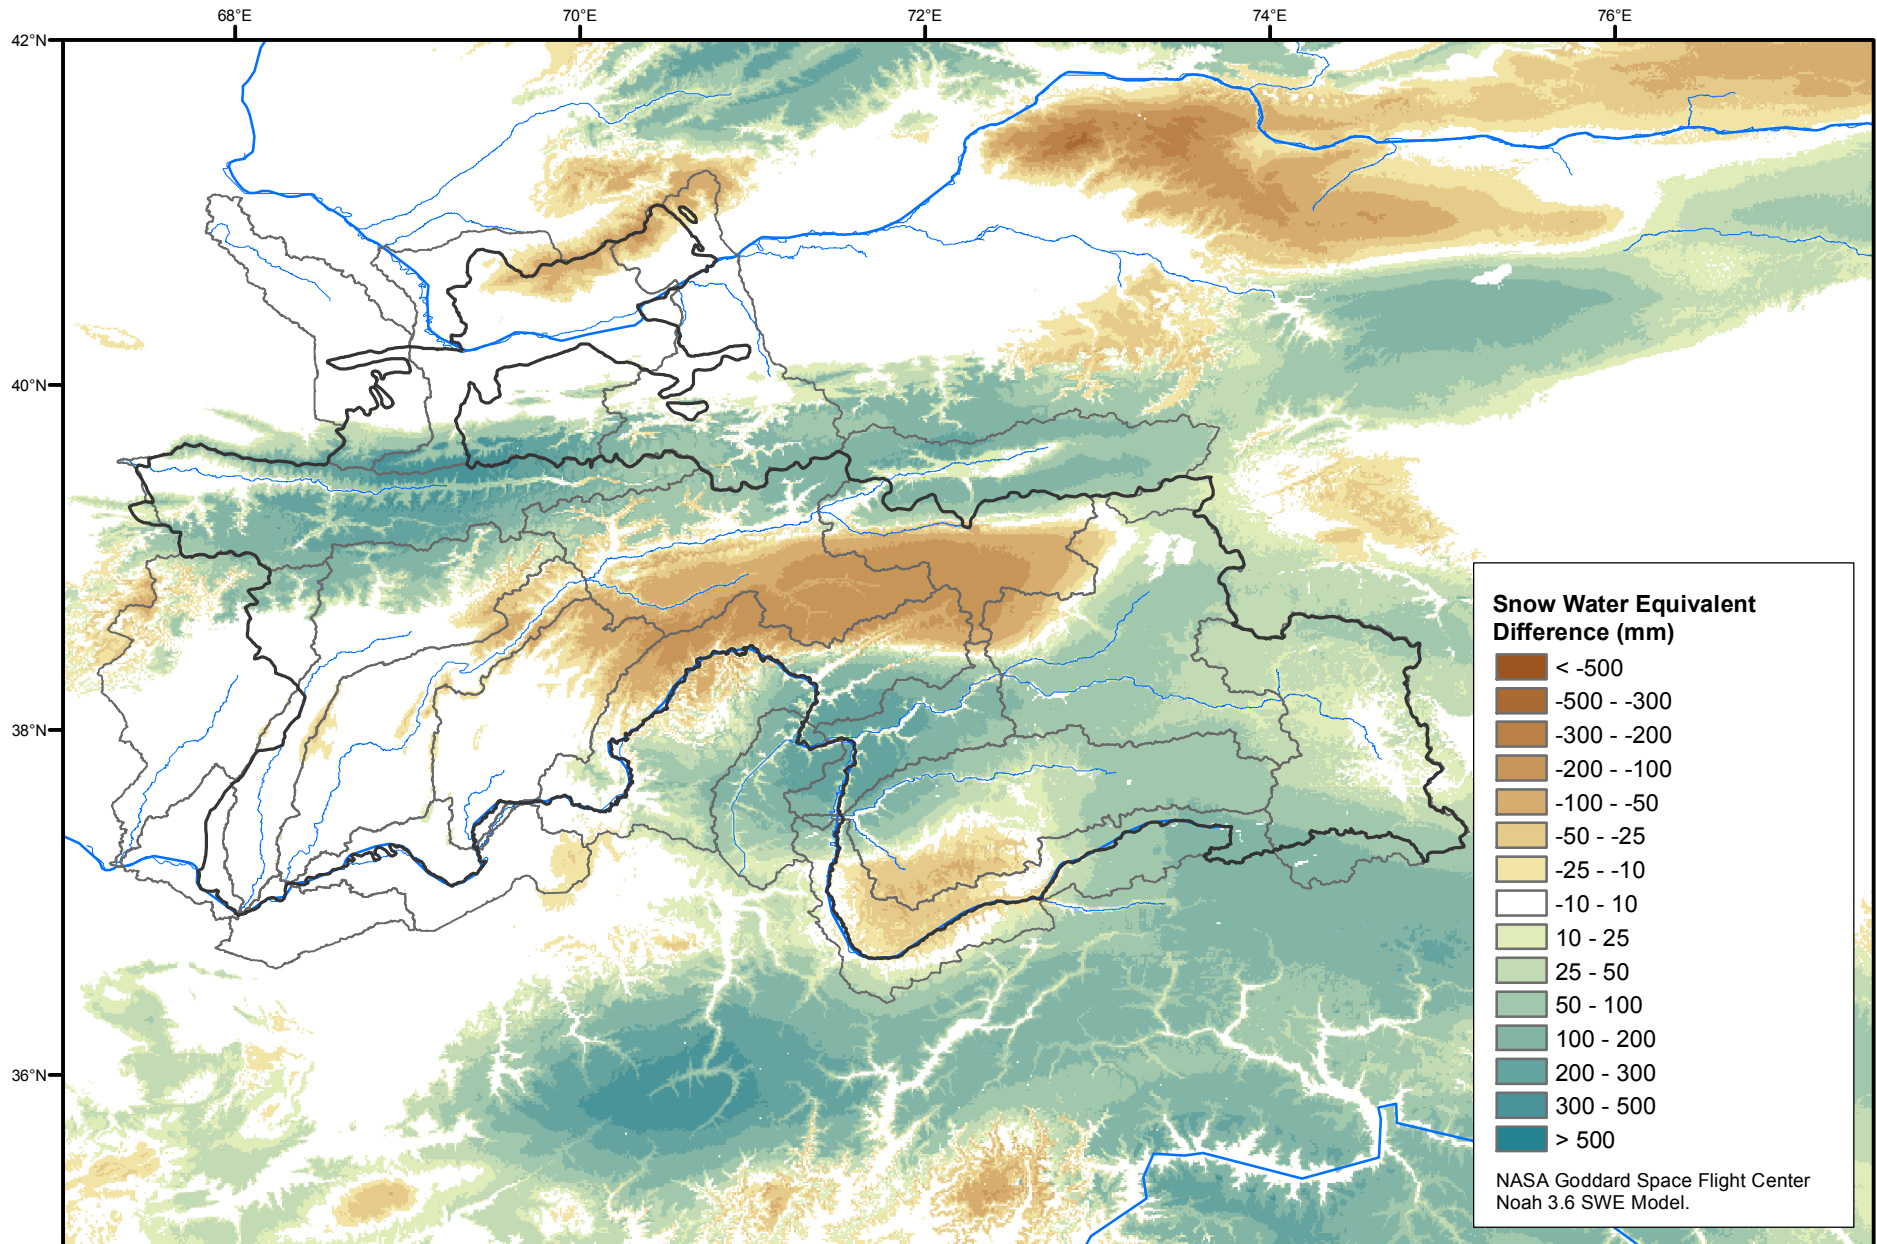 68°E 70°E 72°E 74°E 76°E
42°N
40°N
38°N
36°N
Snow Water Equivalent
Difference (mm)
< -500
-500 - -300
-300 - -200
-200 - -100
-100 - -50
-50 - -25
-25 - -10
-10 - 10
10 - 25
25 - 50
50 - 100
100 - 200
200 - 300
300 - 500
> 500
NASA Goddard Space Flight Center
Noah 3.6 SWE Model.